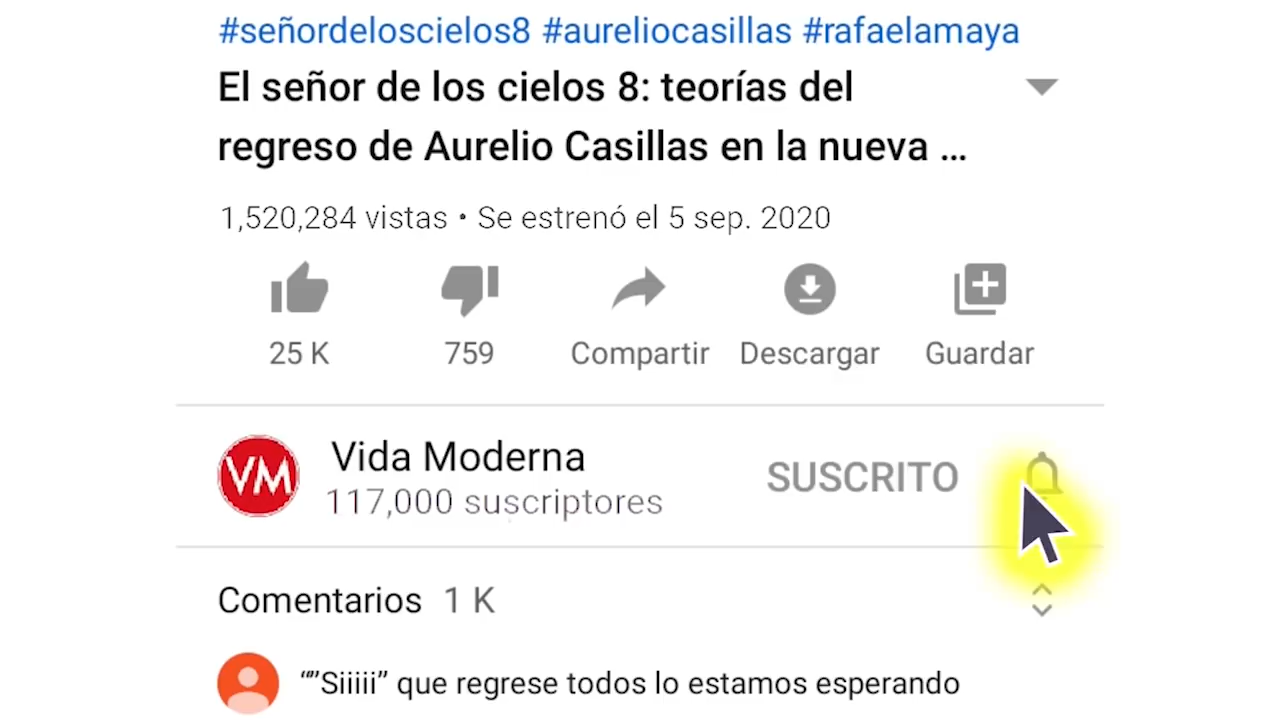 #señordeloscielos8 #aureliocasillas #rafaelamaya
El señor de los cielos 8: teorías del
regreso de Aurelio Casillas en la nueva ...
1,520,284 vistas • Se estrenó el 5 sep. 2020
25 K 759 Compartir Descargar Guardar
VM Vida Moderna
117,000 suscriptores
SUSCRITO
Comentarios 1 K
“”Siiiii” que regrese todos lo estamos esperando